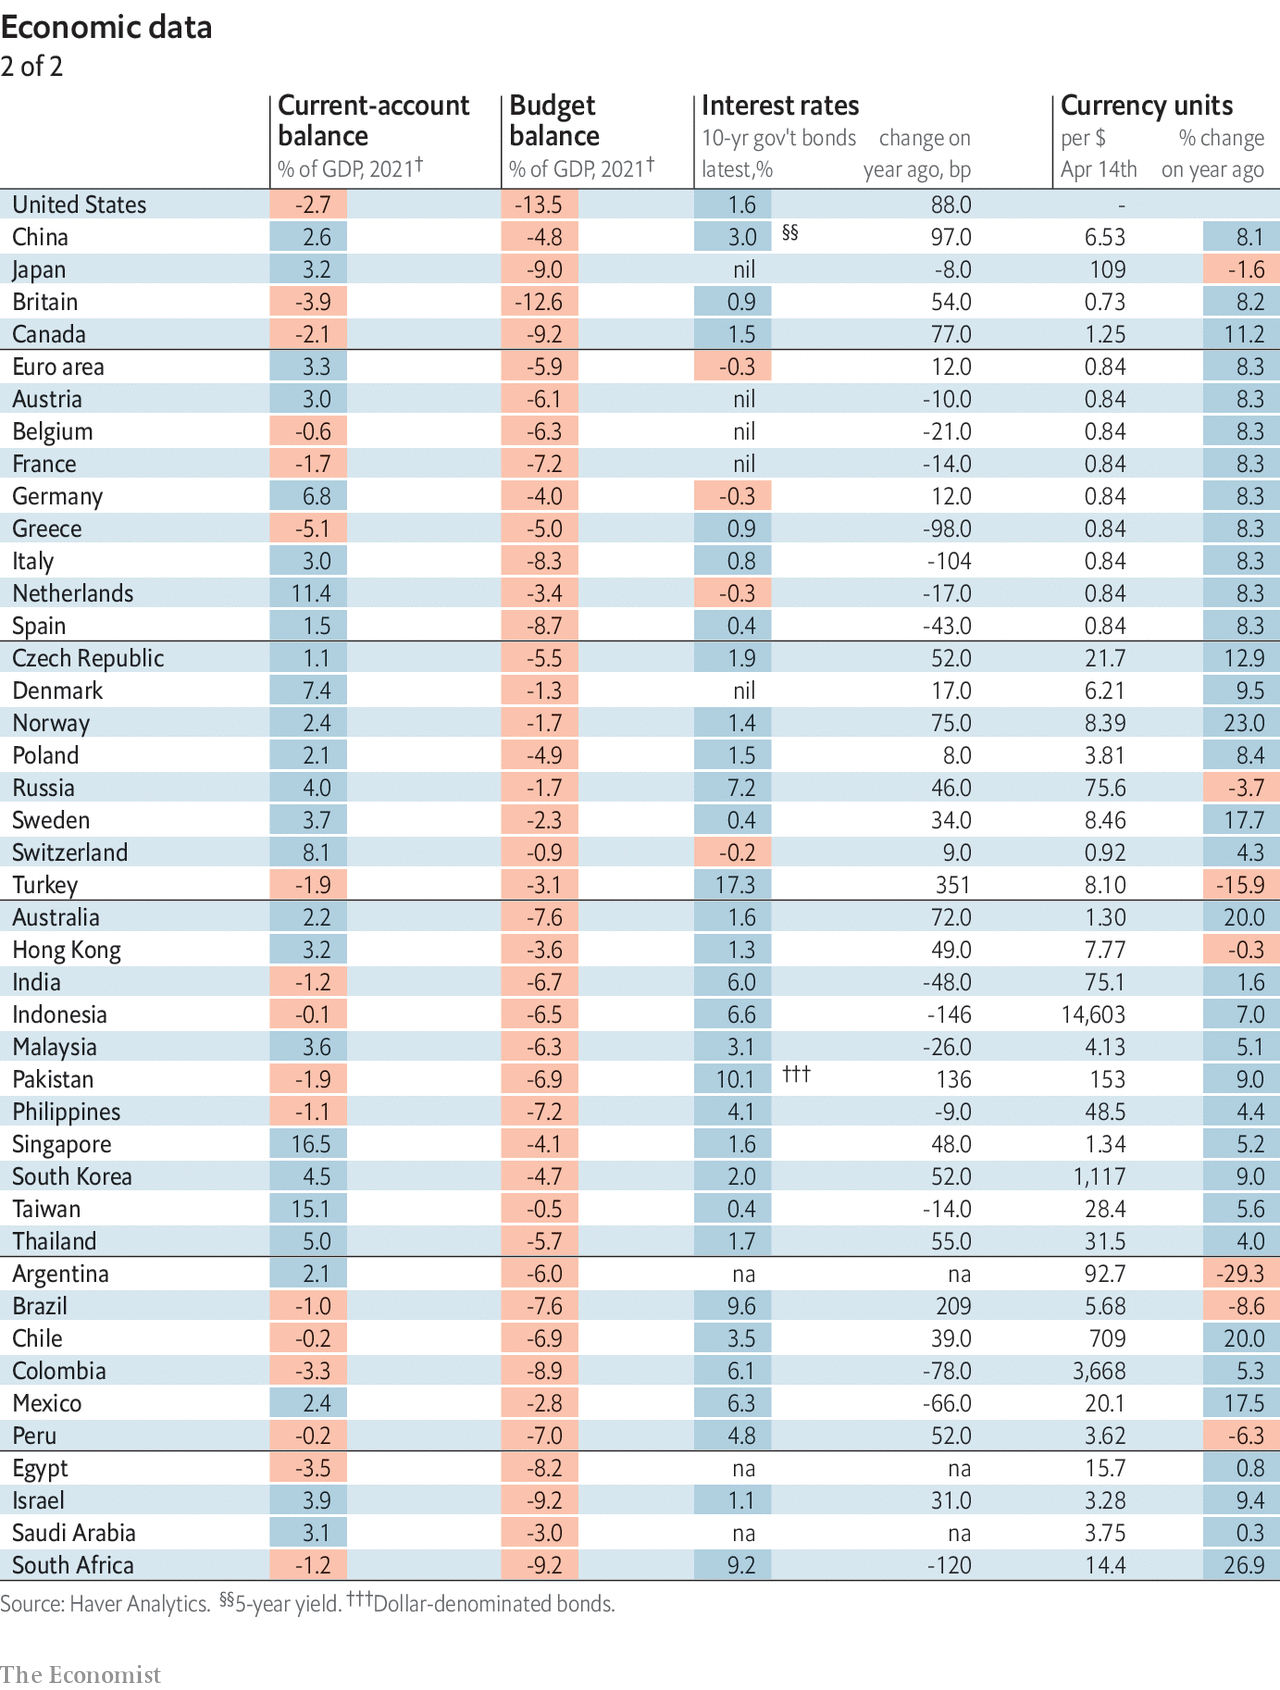 Economic data
2 of 2
Current-account balance % of GDP, 2021† Budget balance % of GDP, 2021† Interest rates 10-yr gov't bonds latest,% change on year ago, bp Currency units per $ Apr 14th % change on year ago
United States -2.7 -13.5 1.6 88.0 -
China 2.6 -4.8 3.0 §§ 97.0 6.53 8.1
Japan 3.2 -9.0 nil -8.0 109 -1.6
Britain -3.9 -12.6 0.9 54.0 0.73 8.2
Canada -2.1 -9.2 1.5 77.0 1.25 11.2
Euro area 3.3 -5.9 -0.3 12.0 0.84 8.3
Austria 3.0 -6.1 nil -10.0 0.84 8.3
Belgium -0.6 -6.3 nil -21.0 0.84 8.3
France -1.7 -7.2 nil -14.0 0.84 8.3
Germany 6.8 -4.0 -0.3 12.0 0.84 8.3
Greece -5.1 -5.0 0.9 -98.0 0.84 8.3
Italy 3.0 -8.3 0.8 -104 0.84 8.3
Netherlands 11.4 -3.4 -0.3 -17.0 0.84 8.3
Spain 1.5 -8.7 0.4 -43.0 0.84 8.3
Czech Republic 1.1 -5.5 1.9 52.0 21.7 12.9
Denmark 7.4 -1.3 nil 17.0 6.21 9.5
Norway 2.4 -1.7 1.4 75.0 8.39 23.0
Poland 2.1 -4.9 1.5 8.0 3.81 8.4
Russia 4.0 -1.7 7.2 46.0 75.6 -3.7
Sweden 3.7 -2.3 0.4 34.0 8.46 17.7
Switzerland 8.1 -0.9 -0.2 9.0 0.92 4.3
Turkey -1.9 -3.1 17.3 351 8.10 -15.9
Australia 2.2 -7.6 1.6 72.0 1.30 20.0
Hong Kong 3.2 -3.6 1.3 49.0 7.77 -0.3
India -1.2 -6.7 6.0 -48.0 75.1 1.6
Indonesia -0.1 -6.5 6.6 -146 14,603 7.0
Malaysia 3.6 -6.3 3.1 -26.0 4.13 5.1
Pakistan -1.9 -6.9 10.1 ††† 136 153 9.0
Philippines -1.1 -7.2 4.1 -9.0 48.5 4.4
Singapore 16.5 -4.1 1.6 48.0 1.34 5.2
South Korea 4.5 -4.7 2.0 52.0 1,117 9.0
Taiwan 15.1 -0.5 0.4 -14.0 28.4 5.6
Thailand 5.0 -5.7 1.7 55.0 31.5 4.0
Argentina 2.1 -6.0 na na 92.7 -29.3
Brazil -1.0 -7.6 9.6 209 5.68 -8.6
Chile -0.2 -6.9 3.5 39.0 709 20.0
Colombia -3.3 -8.9 6.1 -78.0 3,668 5.3
Mexico 2.4 -2.8 6.3 -66.0 20.1 17.5
Peru -0.2 -7.0 4.8 52.0 3.62 -6.3
Egypt -3.5 -8.2 na na 15.7 0.8
Israel 3.9 -9.2 1.1 31.0 3.28 9.4
Saudi Arabia 3.1 -3.0 na na 3.75 0.3
South Africa -1.2 -9.2 9.2 -120 14.4 26.9
Source: Haver Analytics. §§5-year yield. †††Dollar-denominated bonds.
The Economist